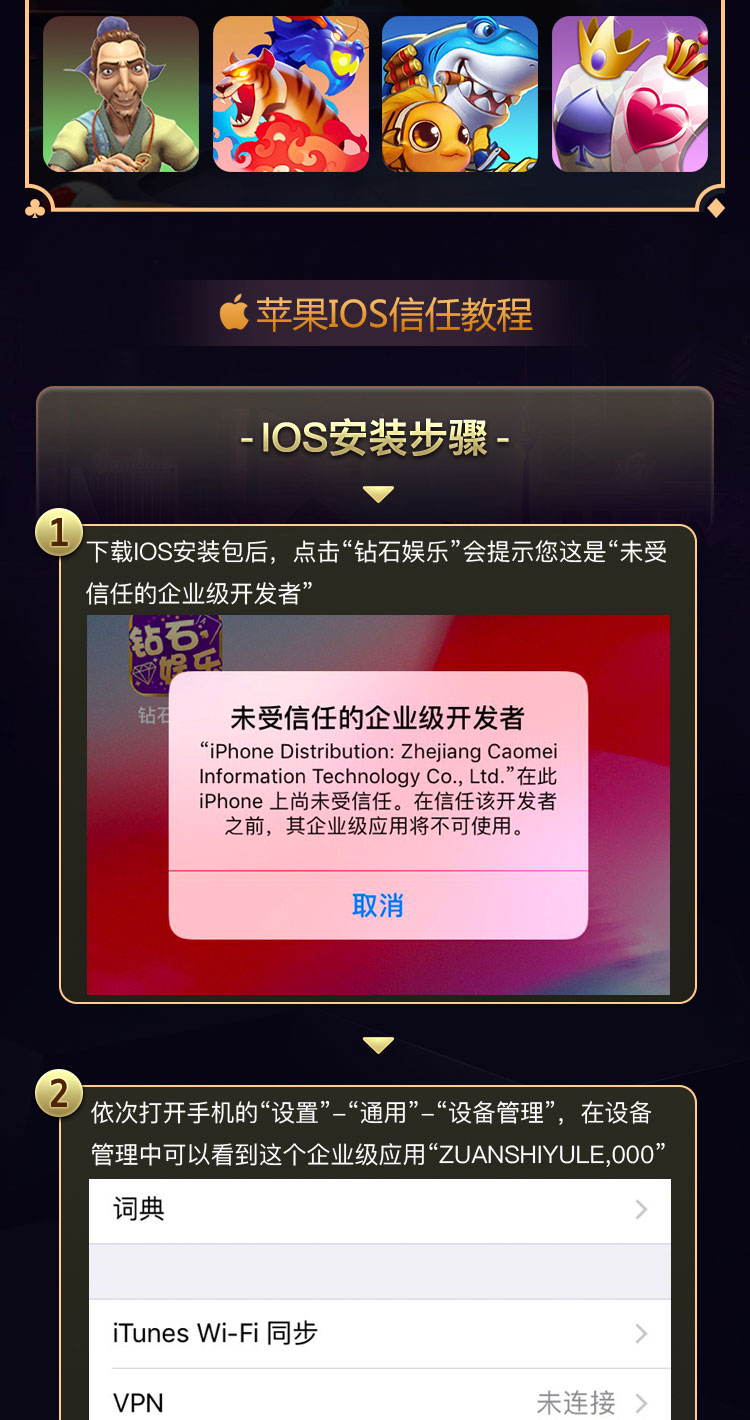 苹果IOS信任教程
- IOS安装步骤 -
1
下载IOS安装包后，点击“钻石娱乐”会提示您这是“未受
信任的企业级开发者”
钻石
娱乐
钻石
未受信任的企业级开发者
“iPhone Distribution: Zhejiang Caomei
Information Technology Co., Ltd.”在此
iPhone 上尚未受信任。在信任该开发者
之前，其企业级应用将不可使用。
取消
2
依次打开手机的“设置”–“通用”–“设备管理”，在设备
管理中可以看到这个企业级应用“ZUANSHIYULE,000”
词典
iTunes Wi-Fi 同步
VPN 未连接